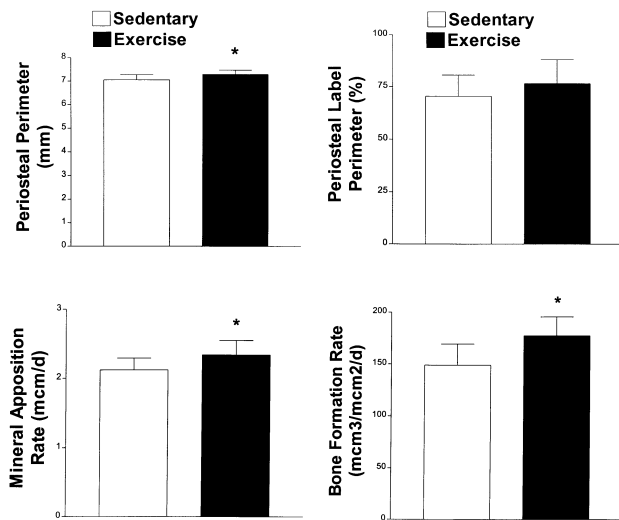 Sedentary
Exercise
Periosteal Perimeter
(mm)
8
7
6
5
4
3
2
1
0
*
Sedentary
Exercise
Periosteal Label
Perimeter (%)
100
75
50
25
0
Mineral Apposition
Rate (mcm/d)
3
2
1
0
*
Bone Formation Rate
(mcm3/mcm2/d)
200
150
100
50
0
*